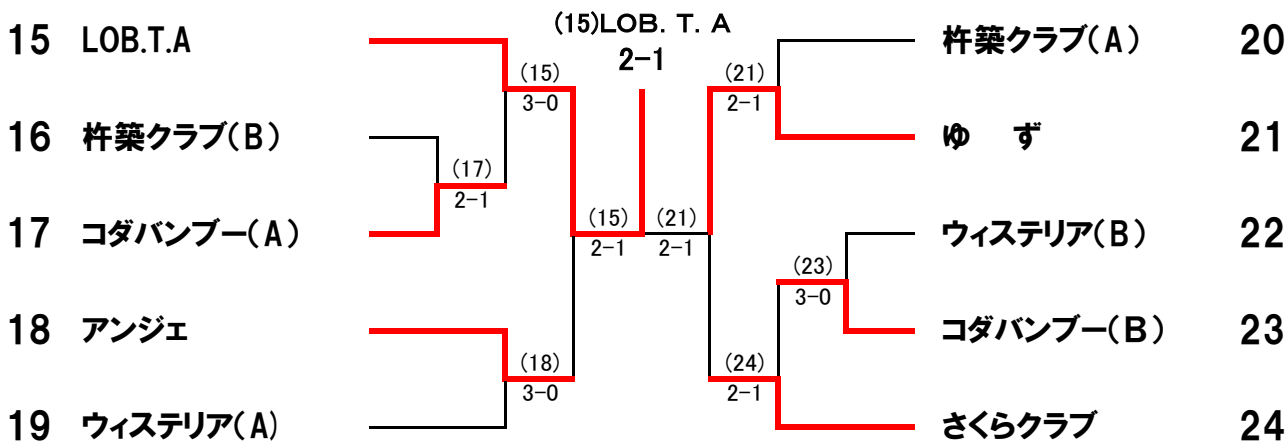 15 LOB.T.A
16 杵築クラブ(B)
17 コダバンブー(A)
18 アンジェ
19 ウィステリア(A)
(15)
3-0
(17)
2-1
(18)
3-0
(15)
2-1
(15)LOB. T. A
2-1
(21)
2-1
(21)
2-1
(23)
3-0
(24)
2-1
杵築クラブ(A) 20
ゆ ず 21
ウィステリア(B) 22
コダバンブー(B) 23
さくらクラブ 24